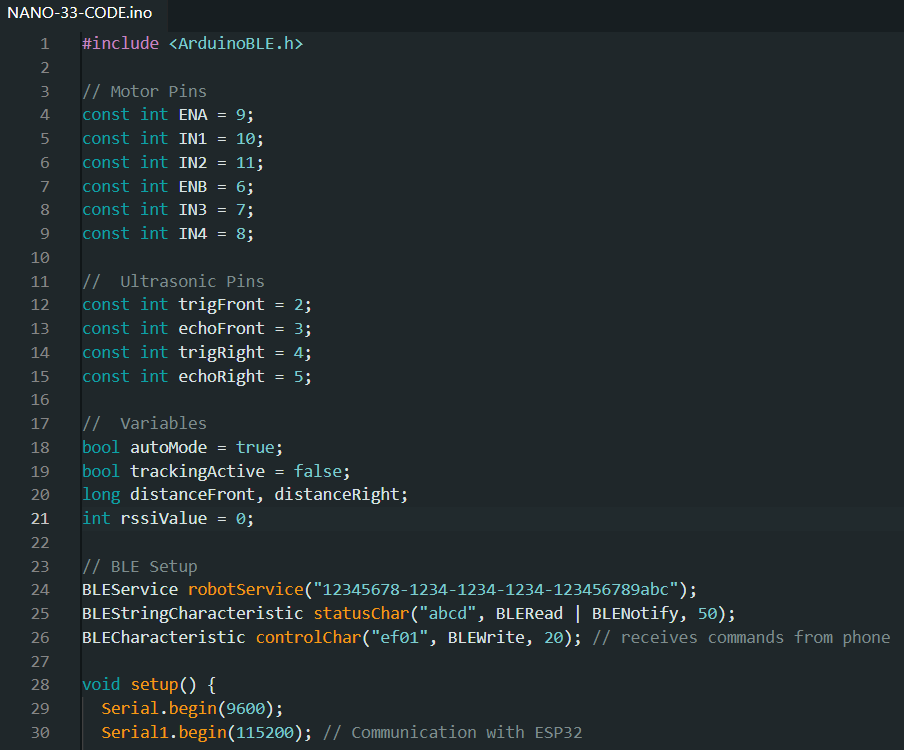 NANO-33-CODE.ino
1 #include <ArduinoBLE.h>
2
3 // Motor Pins
4 const int ENA = 9;
5 const int IN1 = 10;
6 const int IN2 = 11;
7 const int ENB = 6;
8 const int IN3 = 7;
9 const int IN4 = 8;
10
11 //  Ultrasonic Pins
12 const int trigFront = 2;
13 const int echoFront = 3;
14 const int trigRight = 4;
15 const int echoRight = 5;
16
17 //  Variables
18 bool autoMode = true;
19 bool trackingActive = false;
20 long distanceFront, distanceRight;
21 int rssiValue = 0;
22
23 // BLE Setup
24 BLEService robotService("12345678-1234-1234-1234-123456789abc");
25 BLEStringCharacteristic statusChar("abcd", BLERead | BLENotify, 50);
26 BLECharacteristic controlChar("ef01", BLEWrite, 20); // receives commands from phone
27
28 void setup() {
29   Serial.begin(9600);
30   Serial1.begin(115200); // Communication with ESP32